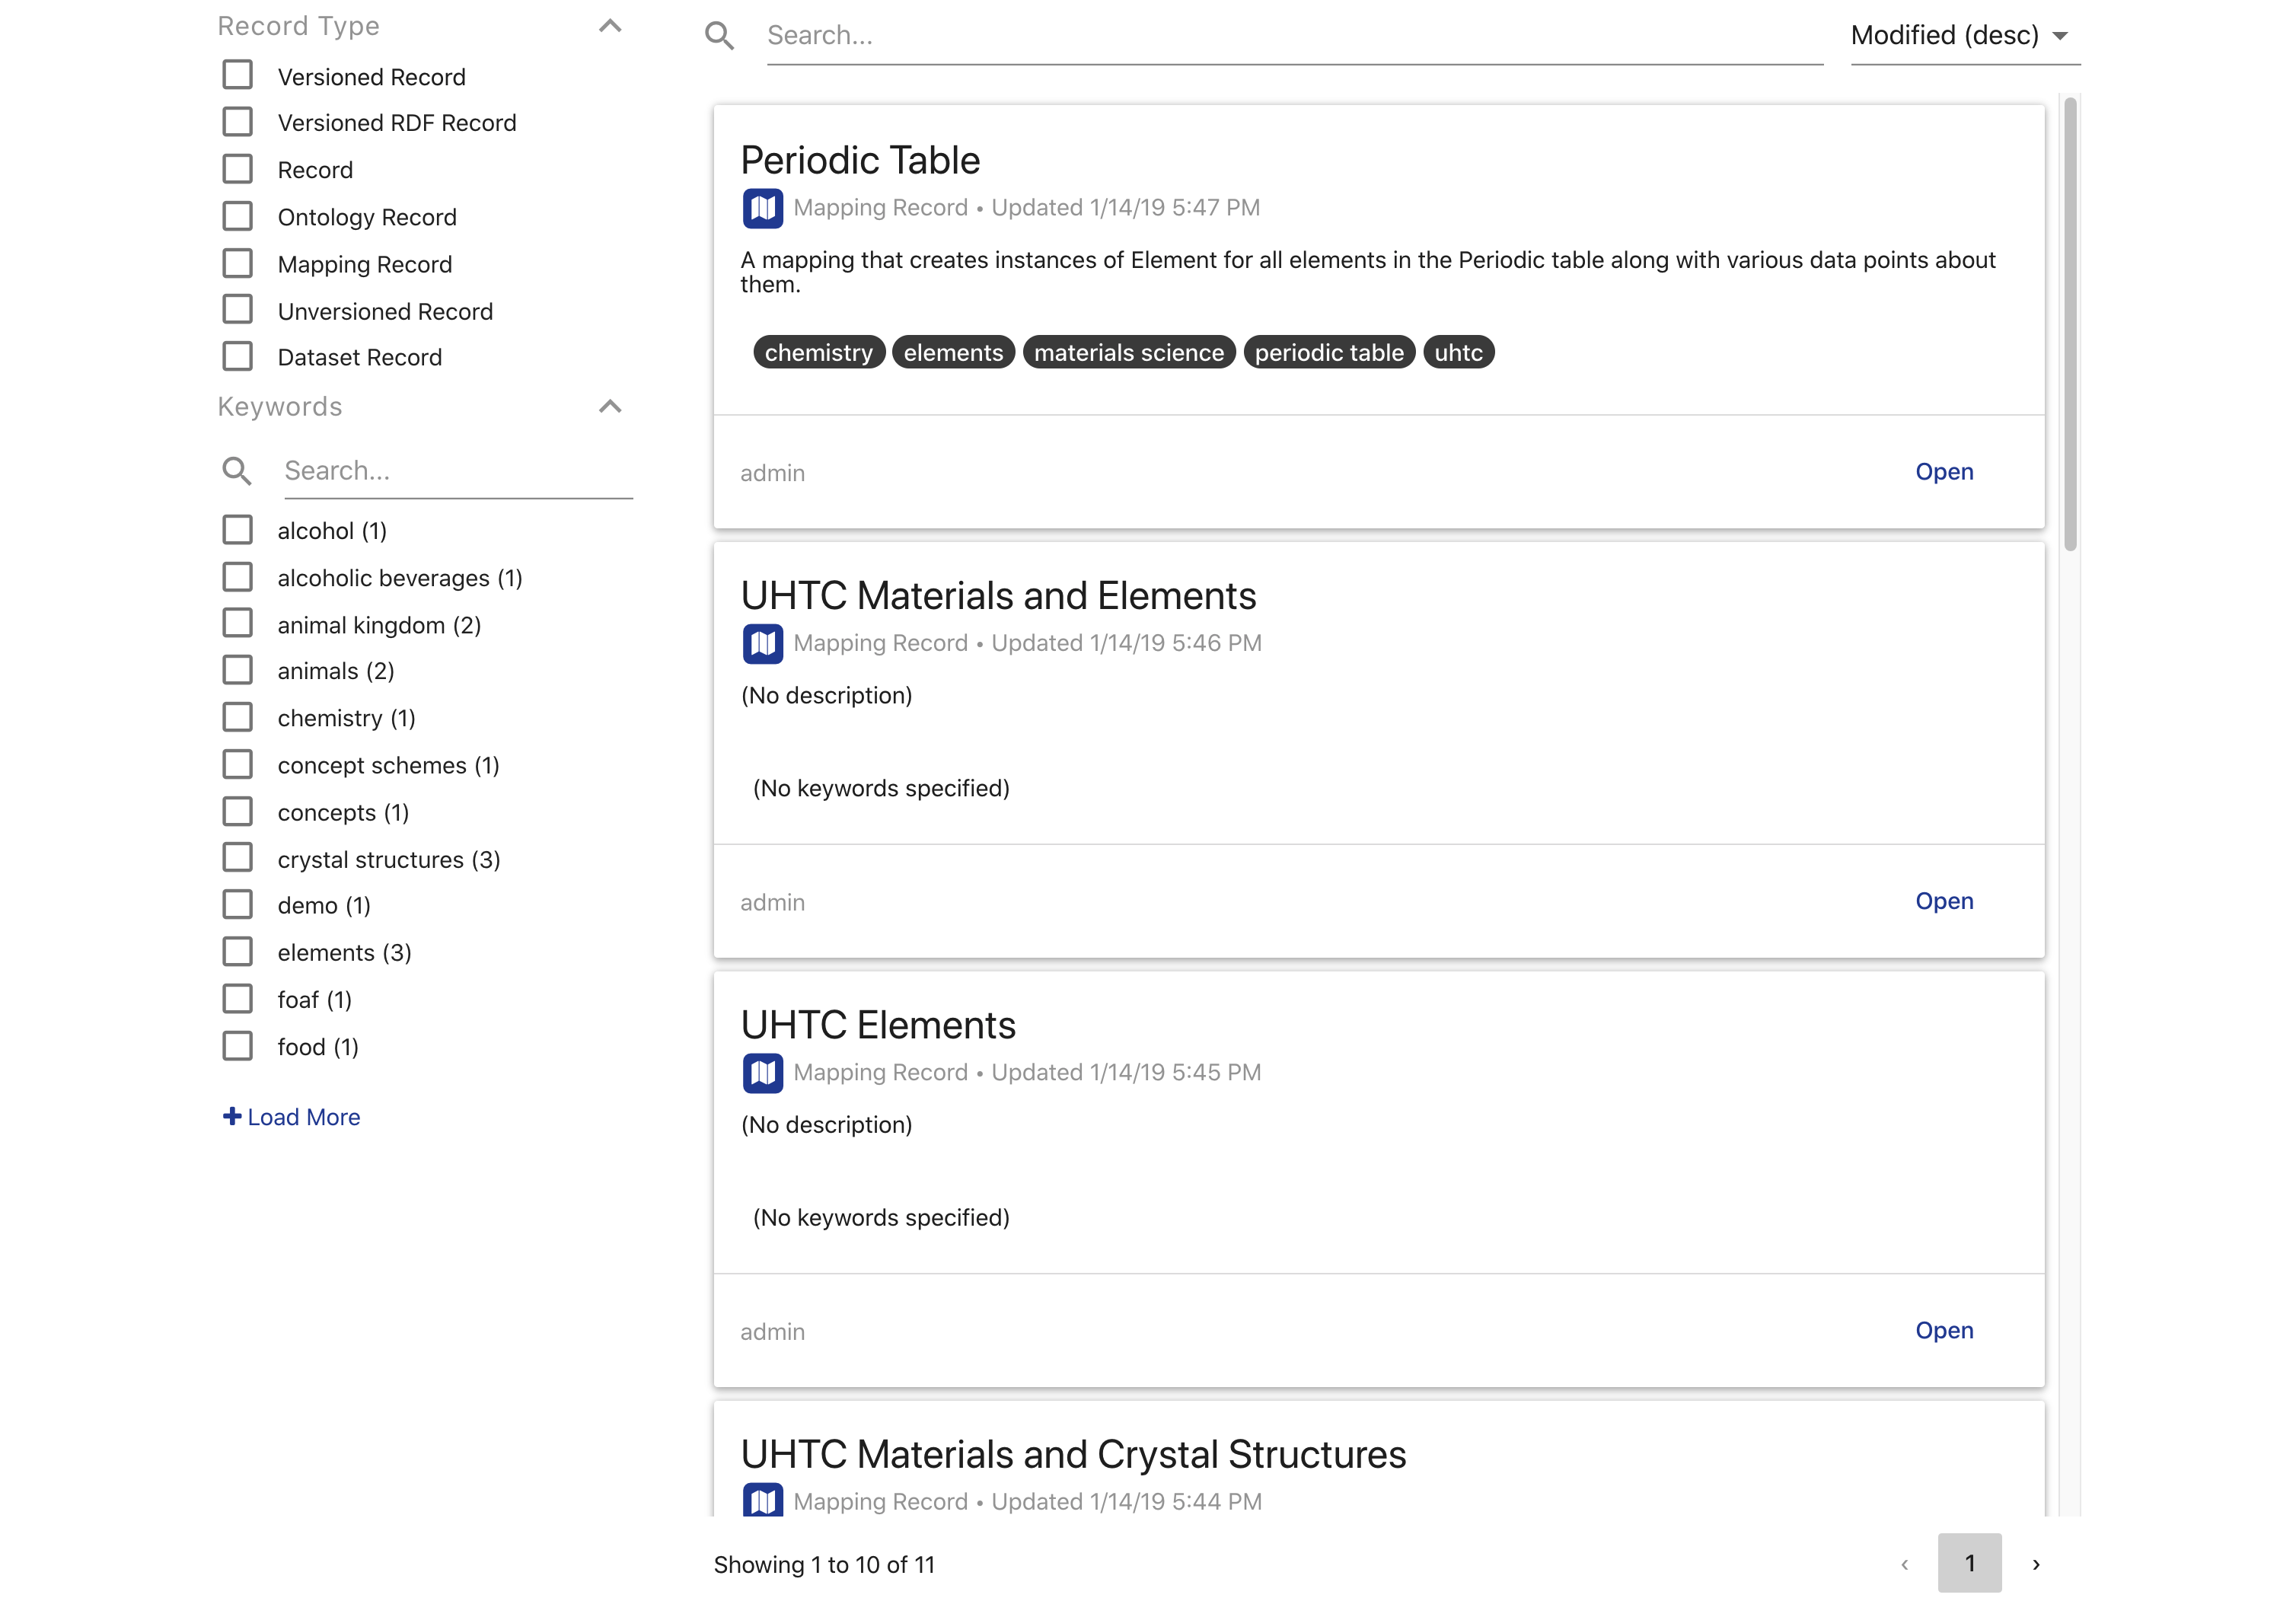 Record Type
Versioned Record
Versioned RDF Record
Record
Ontology Record
Mapping Record
Unversioned Record
Dataset Record
Keywords
Search...
alcohol (1)
alcoholic beverages (1)
animal kingdom (2)
animals (2)
chemistry (1)
concept schemes (1)
concepts (1)
crystal structures (3)
demo (1)
elements (3)
foaf (1)
food (1)
Load More
Search...
Modified (desc)
Periodic Table
Mapping Record • Updated 1/14/19 5:47 PM
A mapping that creates instances of Element for all elements in the Periodic table along with various data points about
them.
chemistry elements materials science periodic table uhtc
admin
Open
UHTC Materials and Elements
Mapping Record • Updated 1/14/19 5:46 PM
(No description)
(No keywords specified)
admin
Open
UHTC Elements
Mapping Record • Updated 1/14/19 5:45 PM
(No description)
(No keywords specified)
admin
Open
UHTC Materials and Crystal Structures
Mapping Record • Updated 1/14/19 5:44 PM
Showing 1 to 10 of 11
‹ 1 ›